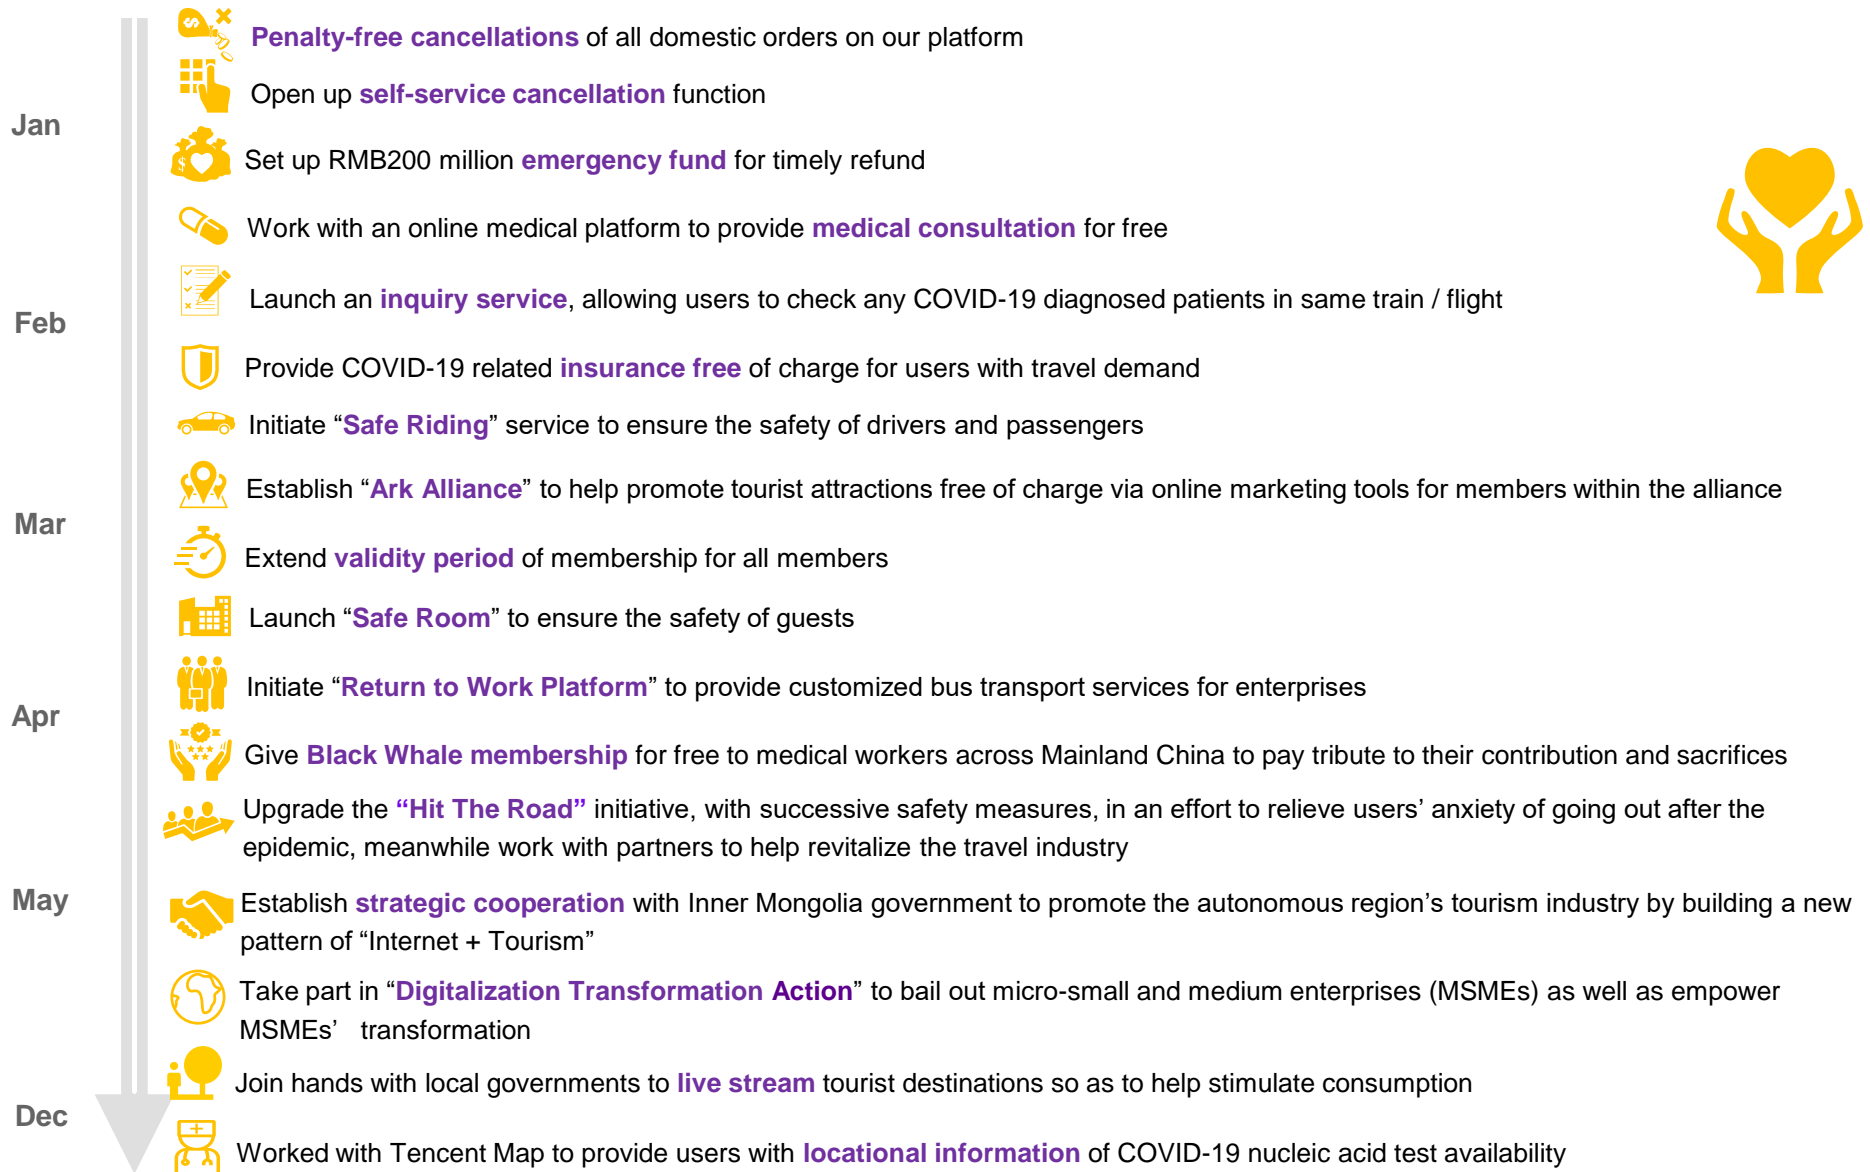 Penalty-free cancellations of all domestic orders on our platform
Open up self-service cancellation function
Jan
Set up RMB200 million emergency fund for timely refund
Work with an online medical platform to provide medical consultation for free
Launch an inquiry service, allowing users to check any COVID-19 diagnosed patients in same train / flight
Feb
Provide COVID-19 related insurance free of charge for users with travel demand
Initiate “Safe Riding” service to ensure the safety of drivers and passengers
Establish “Ark Alliance” to help promote tourist attractions free of charge via online marketing tools for members within the alliance
Mar
Extend validity period of membership for all members
Launch “Safe Room” to ensure the safety of guests
Initiate “Return to Work Platform” to provide customized bus transport services for enterprises
Apr
Give Black Whale membership for free to medical workers across Mainland China to pay tribute to their contribution and sacrifices
Upgrade the “Hit The Road” initiative, with successive safety measures, in an effort to relieve users’ anxiety of going out after the
epidemic, meanwhile work with partners to help revitalize the travel industry
May
Establish strategic cooperation with Inner Mongolia government to promote the autonomous region’s tourism industry by building a new
pattern of “Internet + Tourism”
Take part in “Digitalization Transformation Action” to bail out micro-small and medium enterprises (MSMEs) as well as empower
MSMEs’ transformation
Join hands with local governments to live stream tourist destinations so as to help stimulate consumption
Dec
Worked with Tencent Map to provide users with locational information of COVID-19 nucleic acid test availability